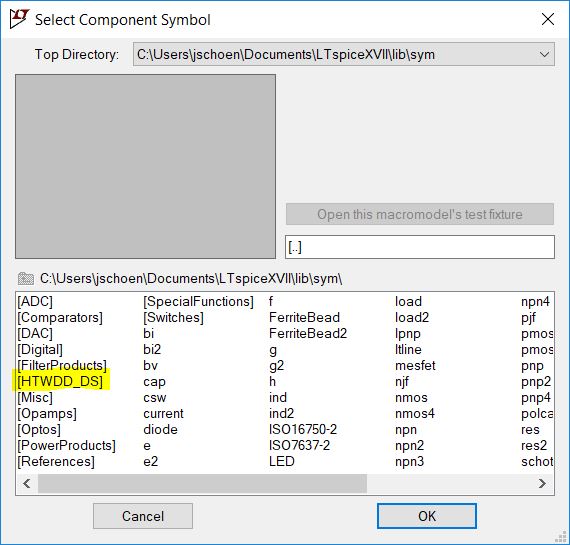 Select Component Symbol
Top Directory: C:\Users\jschoen\Documents\LTspiceXVII\lib\sym
Open this macromodel's test fixture
[..]
C:\Users\jschoen\Documents\LTspiceXVII\lib\sym\
[ADC] [SpecialFunctions] f load npn4
[Comparators] [Switches] FerriteBead load2 pjf
[DAC] bi FerriteBead2 lpnp pmos
[Digital] bi2 g ltline pmos
[FilterProducts] bv g2 mesfet pnp
[HTWDD_DS] cap h njf pnp2
[Misc] csw ind nmos pnp4
[Opamps] current ind2 nmos4 polca
[Optos] diode ISO16750-2 npn res
[PowerProducts] e ISO7637-2 npn2 res2
[References] e2 LED npn3 schot
Cancel OK